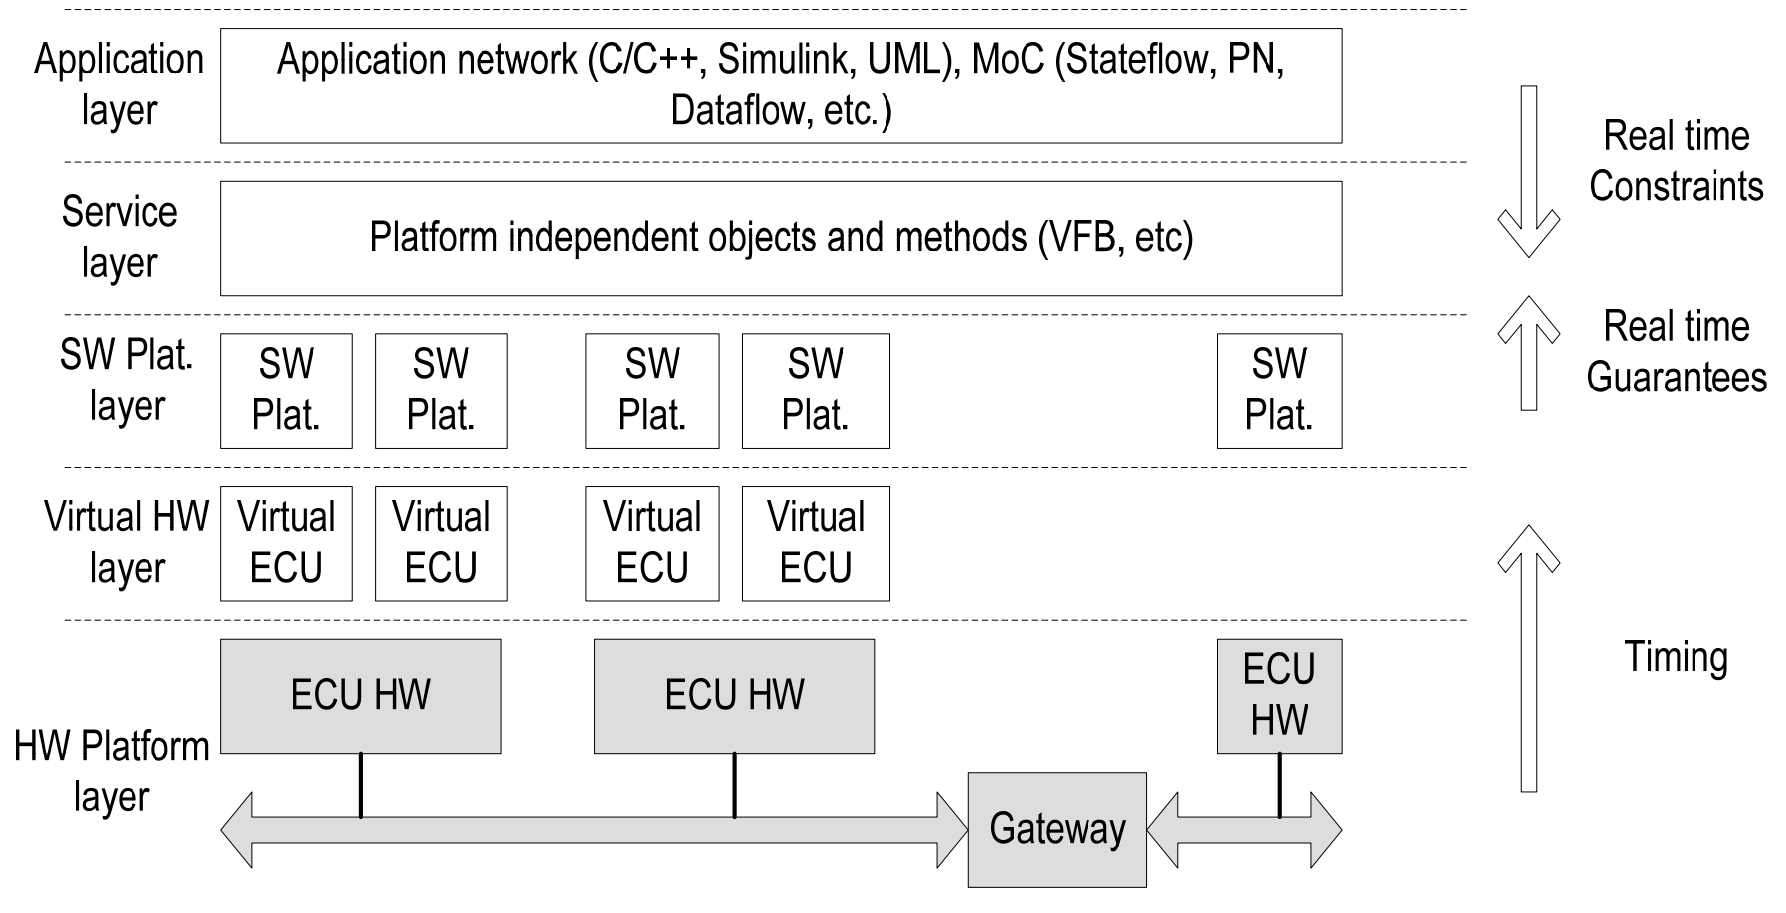 Application
layer
Application network (C/C++, Simulink, UML), MoC (Stateflow, PN,
Dataflow, etc.)
Real time
Constraints
Service
layer
Platform independent objects and methods (VFB, etc)
SW Plat.
layer
SW
Plat.
SW
Plat.
SW
Plat.
SW
Plat.
SW
Plat.
Real time
Guarantees
Virtual HW
layer
Virtual
ECU
Virtual
ECU
Virtual
ECU
Virtual
ECU
Timing
HW Platform
layer
ECU HW
ECU HW
ECU
HW
Gateway